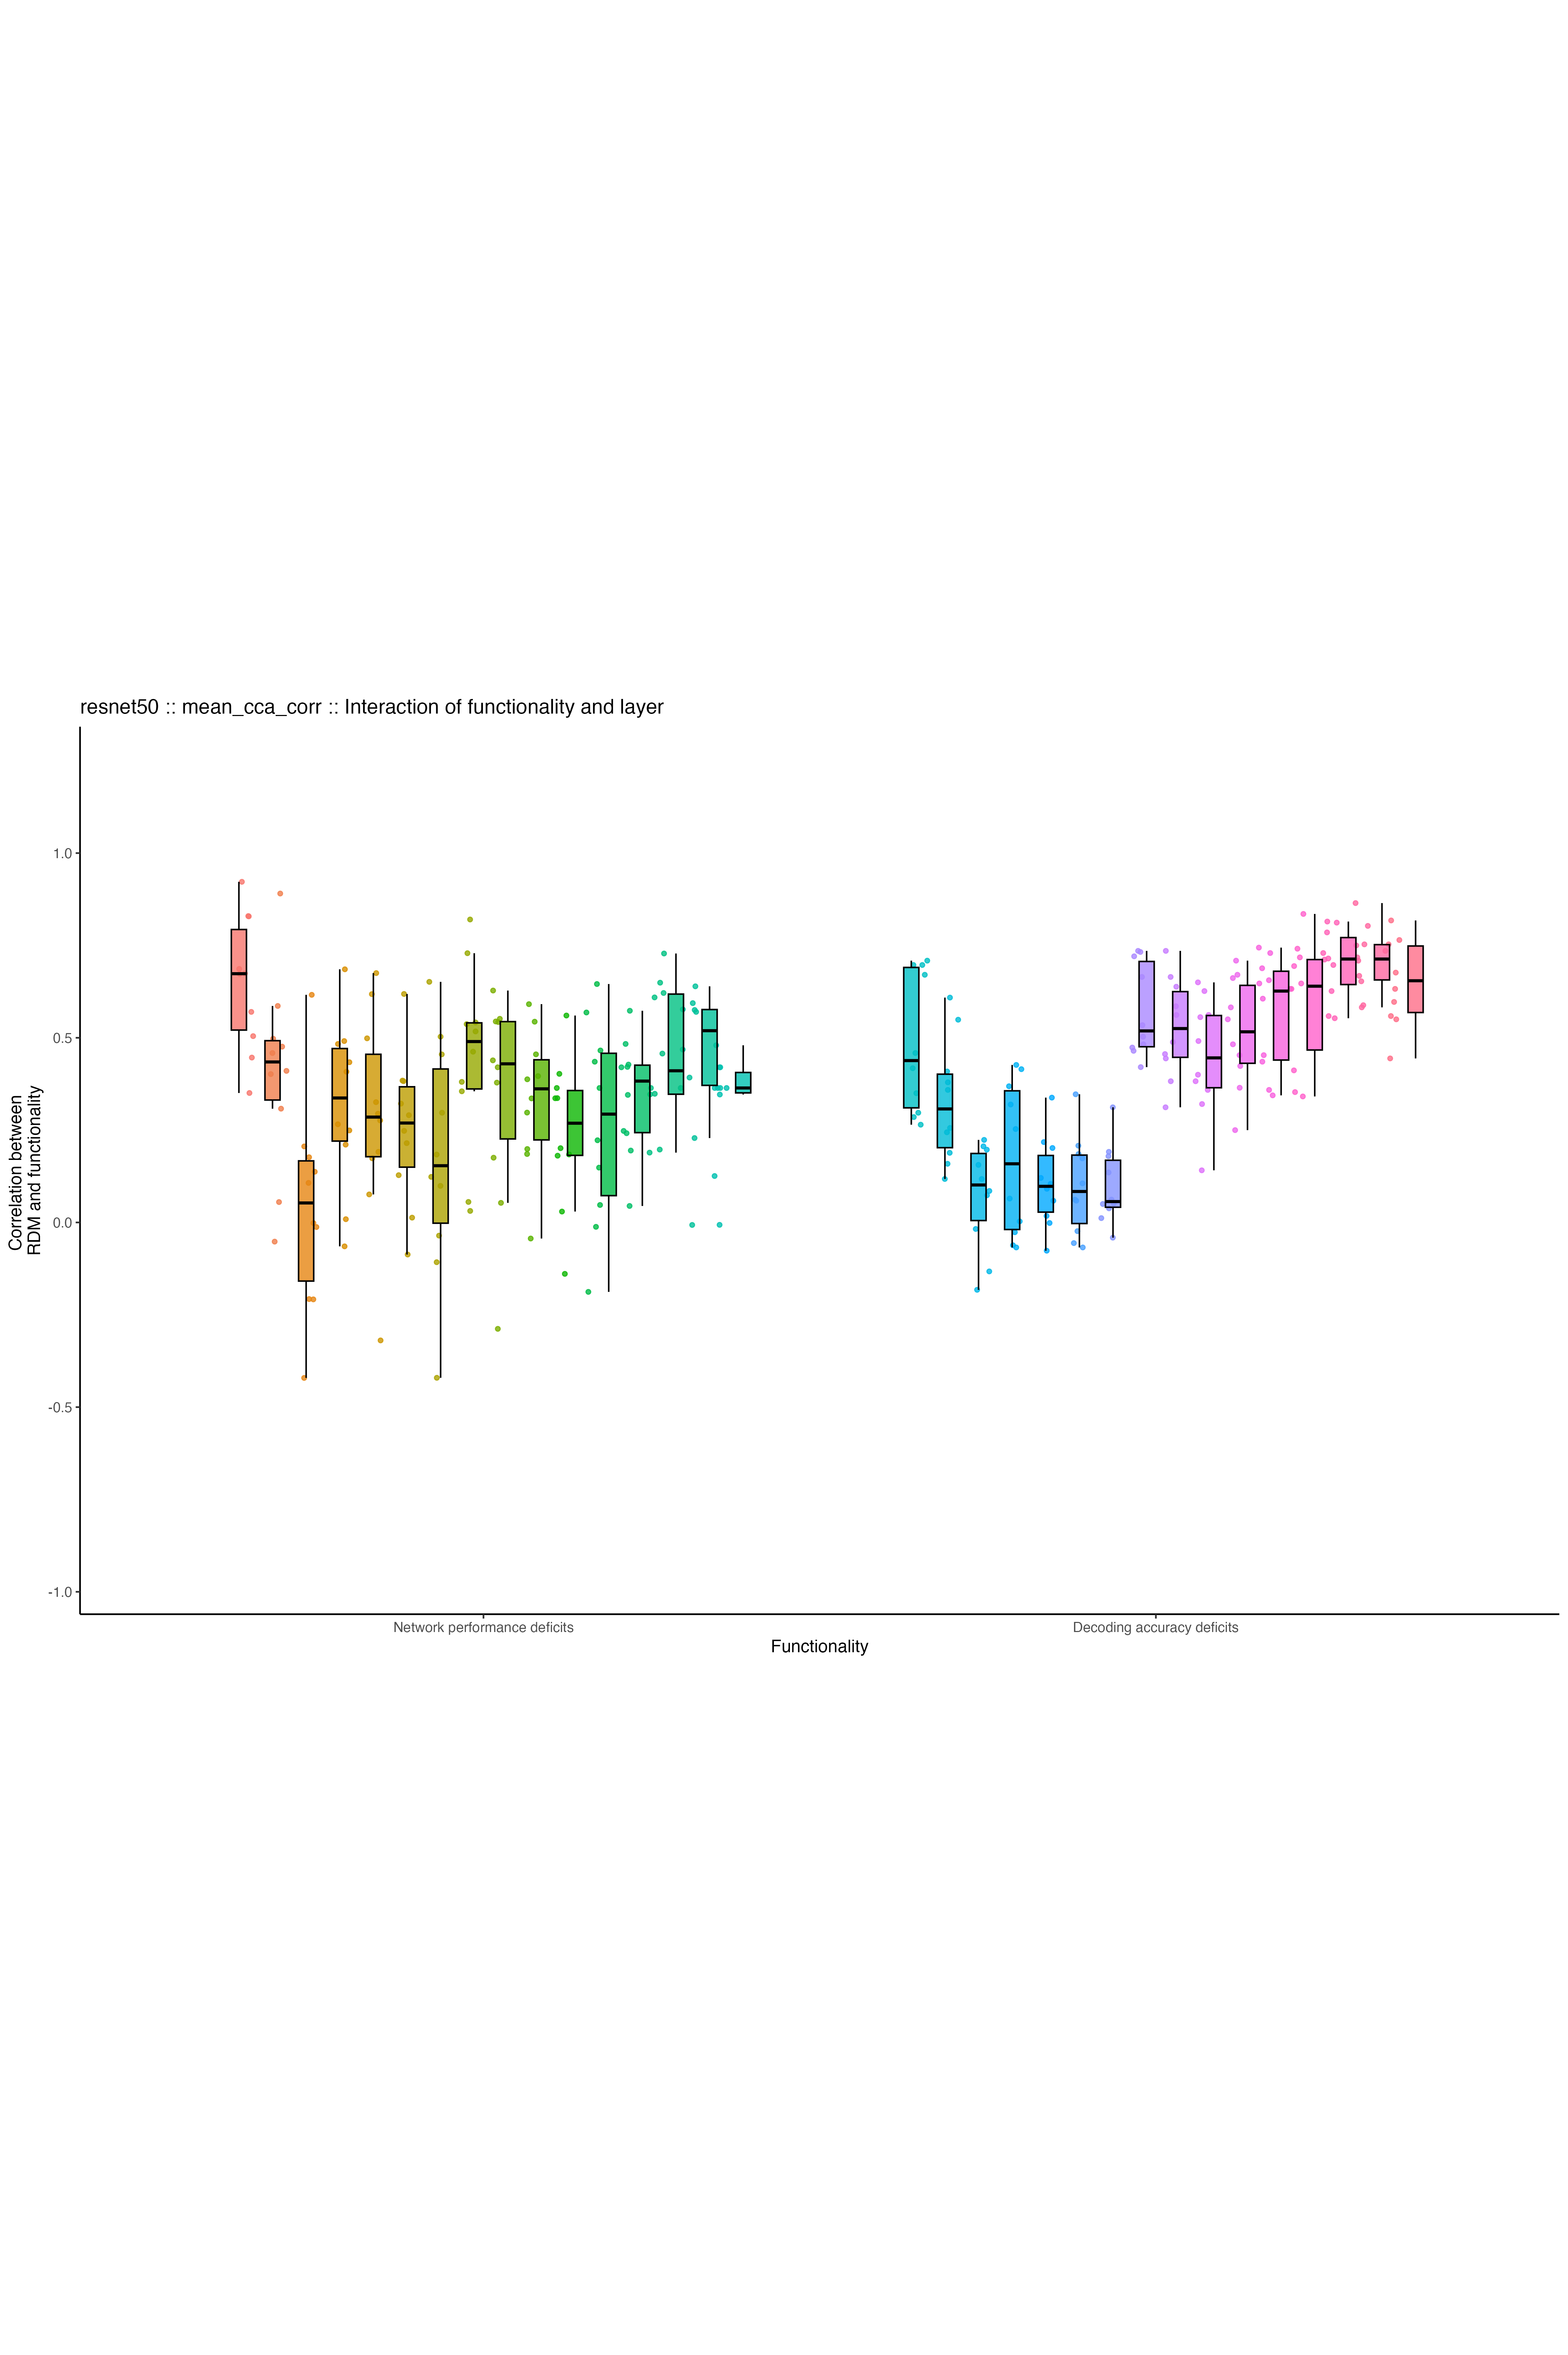 resnet50 :: mean_cca_corr :: Interaction of functionality and layer
Correlation between
RDM and functionality
1.0
0.5
0.0
-0.5
-1.0
Network performance deficits
Decoding accuracy deficits
Functionality